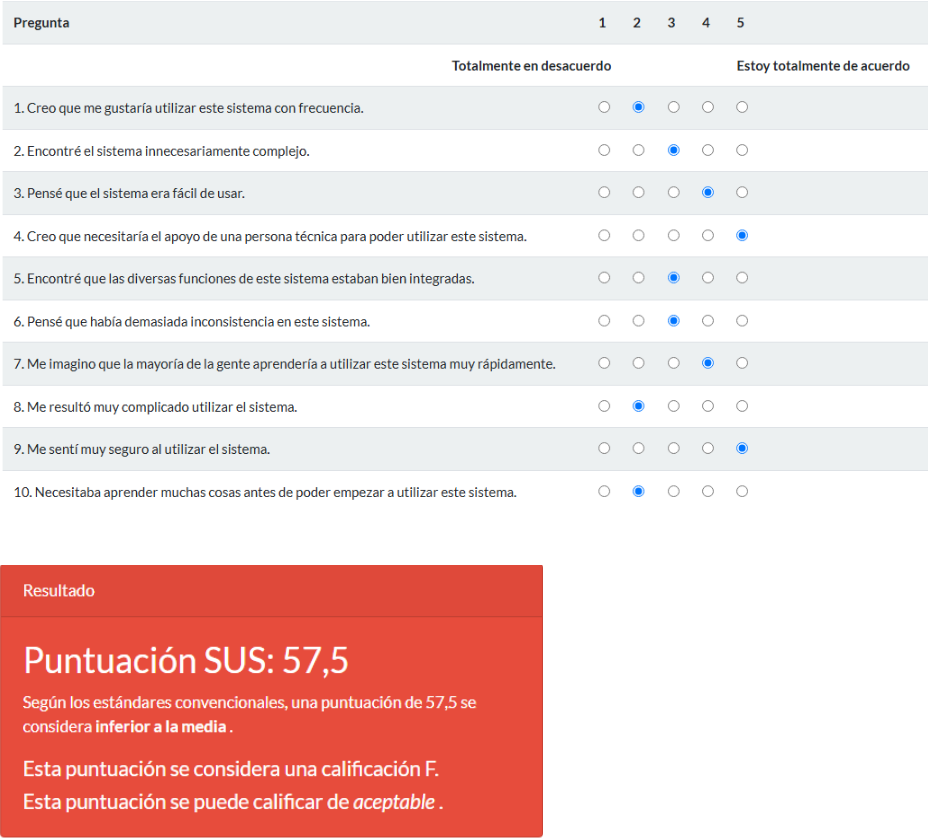 Pregunta 1 2 3 4 5
Totalmente en desacuerdo Estoy totalmente de acuerdo
1. Creo que me gustaría utilizar este sistema con frecuencia.
2. Encontré el sistema innecesariamente complejo.
3. Pensé que el sistema era fácil de usar.
4. Creo que necesitaría el apoyo de una persona técnica para poder utilizar este sistema.
5. Encontré que las diversas funciones de este sistema estaban bien integradas.
6. Pensé que había demasiada inconsistencia en este sistema.
7. Me imagino que la mayoría de la gente aprendería a utilizar este sistema muy rápidamente.
8. Me resultó muy complicado utilizar el sistema.
9. Me sentí muy seguro al utilizar el sistema.
10. Necesitaba aprender muchas cosas antes de poder empezar a utilizar este sistema.
Resultado
Puntuación SUS: 57,5
Según los estándares convencionales, una puntuación de 57,5 se
considera inferior a la media .
Esta puntuación se considera una calificación F.
Esta puntuación se puede calificar de aceptable .